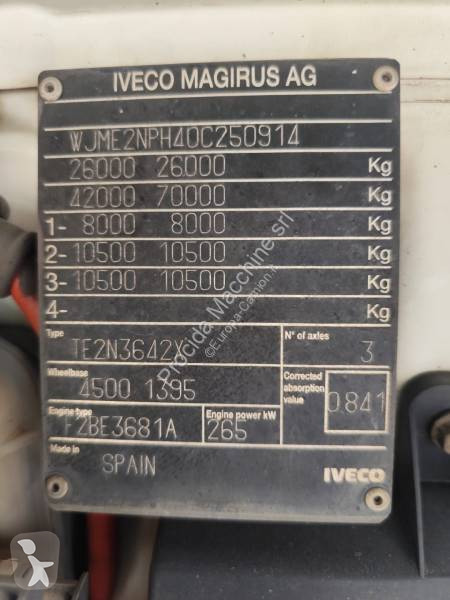 IVECO MAGIRUS AG
WJME2NPH40C250914
26000 26000 Kg
42000 70000 Kg
1- 8000 8000 Kg
2- 10500 10500 Kg
3- 10500 10500 Kg
4- Kg
Type TE2N3642X N° of axles 3
Wheelbase 4500 1395 Corrected absorption value 0.841
Engine type F2BE3681A Engine power kW 265
Made in SPAIN IVECO
Procida Macchine srl
©Europa-Camion.it